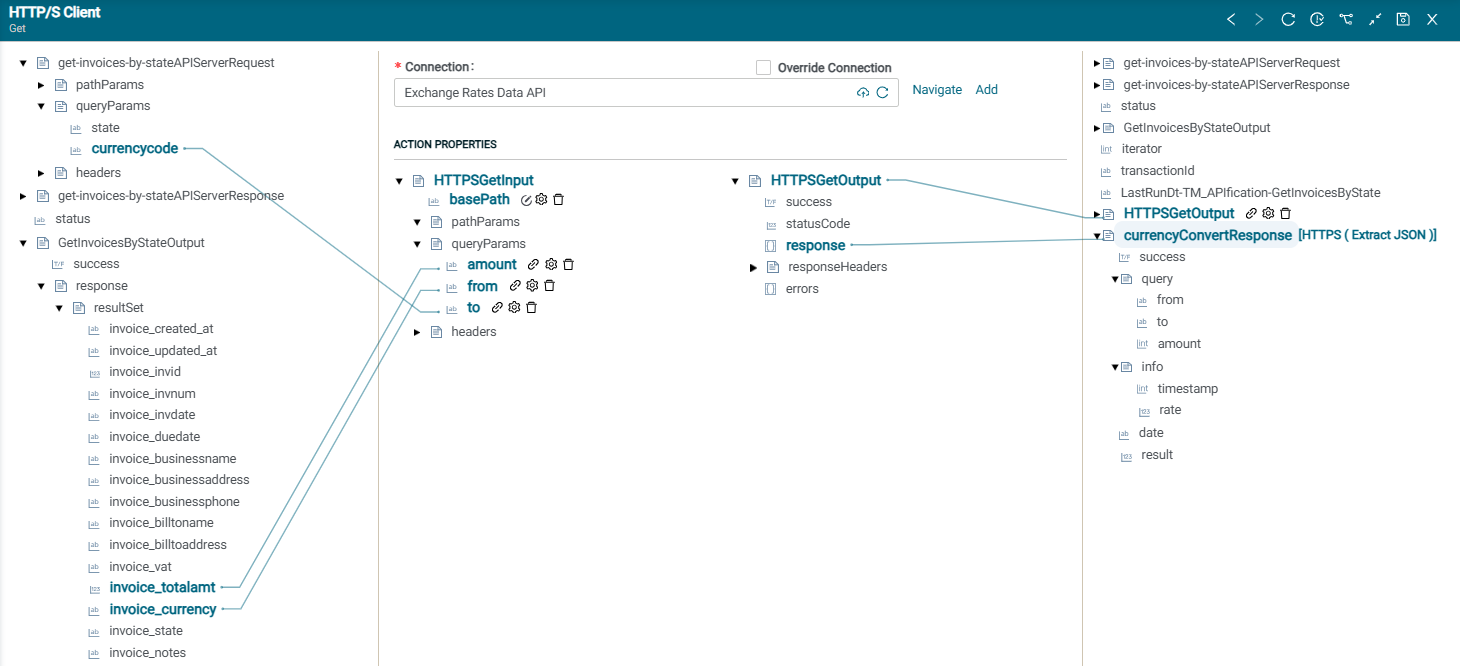 HTTP/S Client
Get
get-invoices-by-stateAPIServerRequest
pathParams
queryParams
state
currencycode
headers
get-invoices-by-stateAPIServerResponse
status
GetInvoicesByStateOutput
success
response
resultSet
invoice_created_at
invoice_updated_at
invoice_invid
invoice_invnum
invoice_invdate
invoice_duedate
invoice_businessname
invoice_businessaddress
invoice_businessphone
invoice_billtoname
invoice_billtoaddress
invoice_vat
invoice_totalamt
invoice_currency
invoice_state
invoice_notes
* Connection:
Override Connection
Exchange Rates Data API
Navigate
Add
ACTION PROPERTIES
HTTPSGetInput
basePath
pathParams
queryParams
amount
from
to
headers
HTTPSGetOutput
success
statusCode
response
responseHeaders
errors
get-invoices-by-stateAPIServerRequest
get-invoices-by-stateAPIServerResponse
status
GetInvoicesByStateOutput
iterator
transactionId
LastRunDt-TM_APIfication-GetInvoicesByState
HTTPSGetOutput
currencyConvertResponse [HTTPS ( Extract JSON )]
success
query
from
to
amount
info
timestamp
rate
date
result